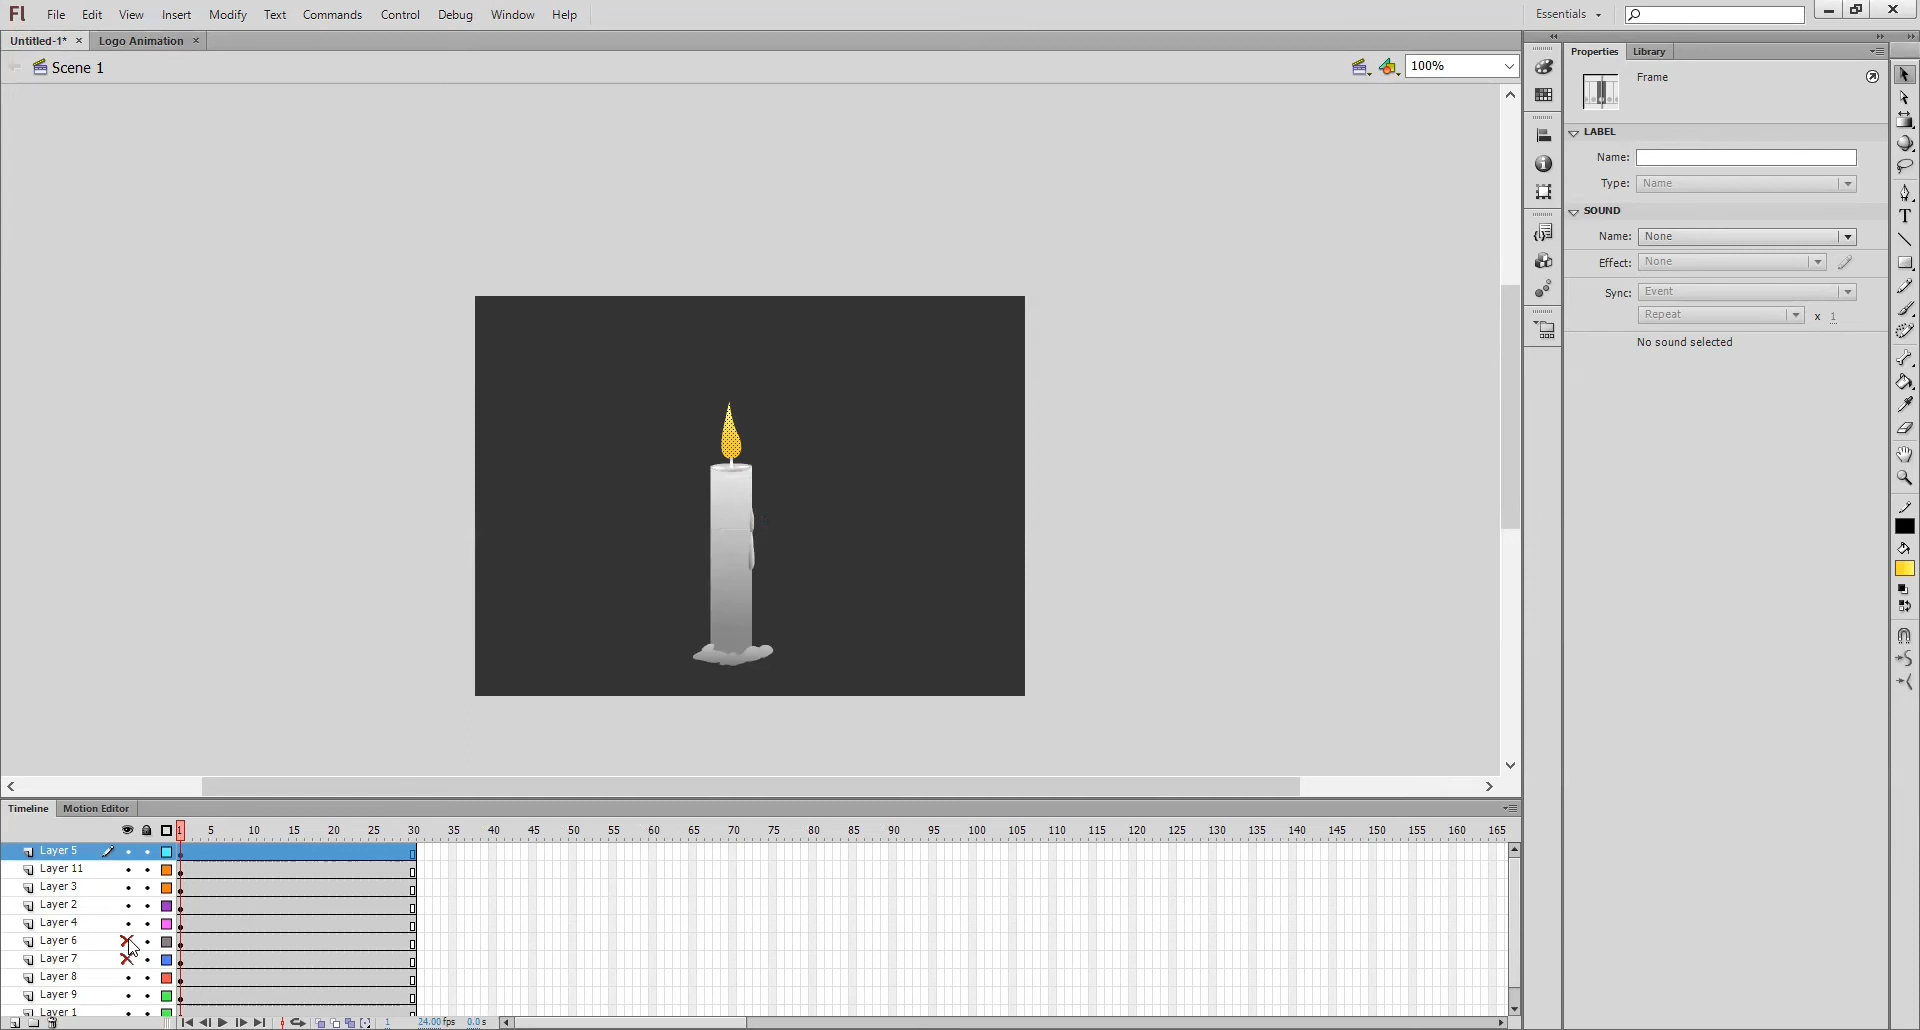 Fl File Edit View Insert Modify Text Commands Control Debug Window Help Essentials
Untitled-1* × Logo Animation ×
Scene 1 100%
Properties Library
Frame
LABEL
Name:
Type: Name
SOUND
Name: None
Effect: None
Sync: Event
Repeat x 1
No sound selected
Timeline Motion Editor
1 5 10 15 20 25 30 35 40 45 50 55 60 65 70 75 80 85 90 95 100 105 110 115 120 125 130 135 140 145 150 155 160 165
Layer 5
Layer 11
Layer 3
Layer 2
Layer 4
Layer 6
Layer 7
Layer 8
Layer 9
Layer 1
1 24.00 fps 0.0 s